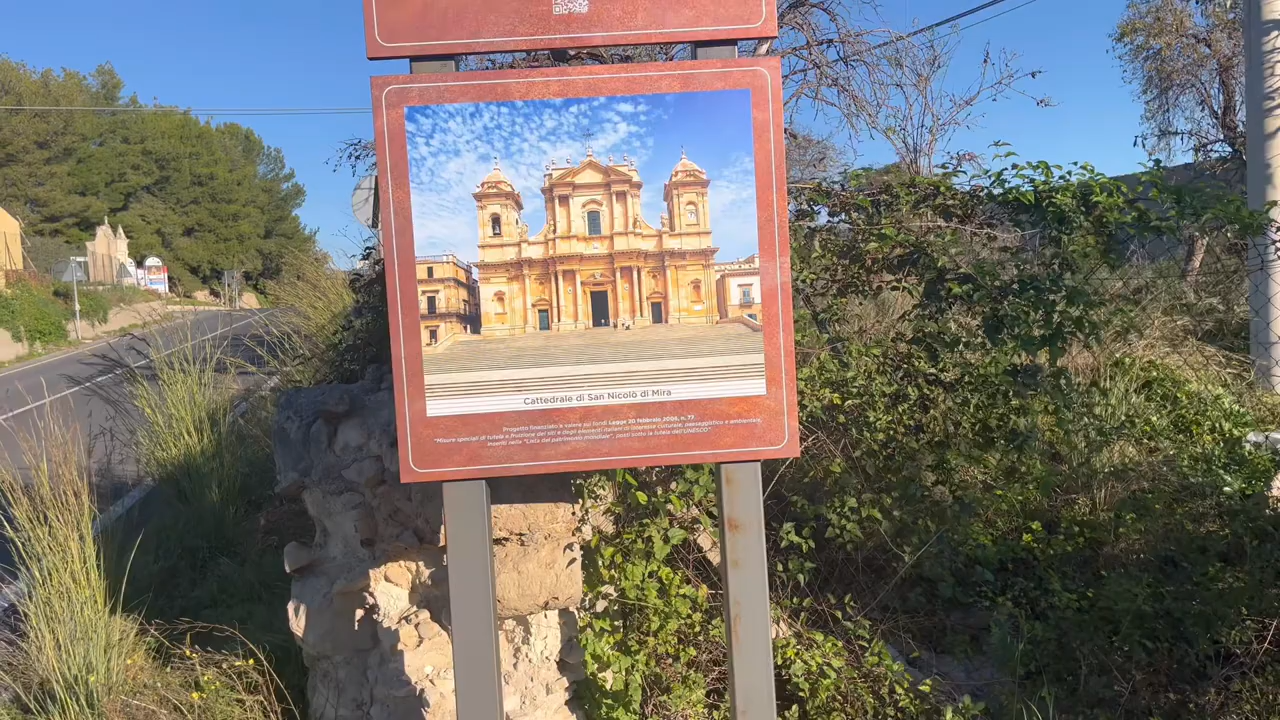 Cattedrale di San Nicolò di Mira
Progetto finanziato a valere sui fondi Legge 20 febbraio 2006, n. 77
"Misure speciali di tutela e fruizione dei siti e degli elementi italiani di interesse culturale, paesaggistico e ambientale,
inseriti nella "Lista del patrimonio mondiale", posti sotto la tutela dell'UNESCO"